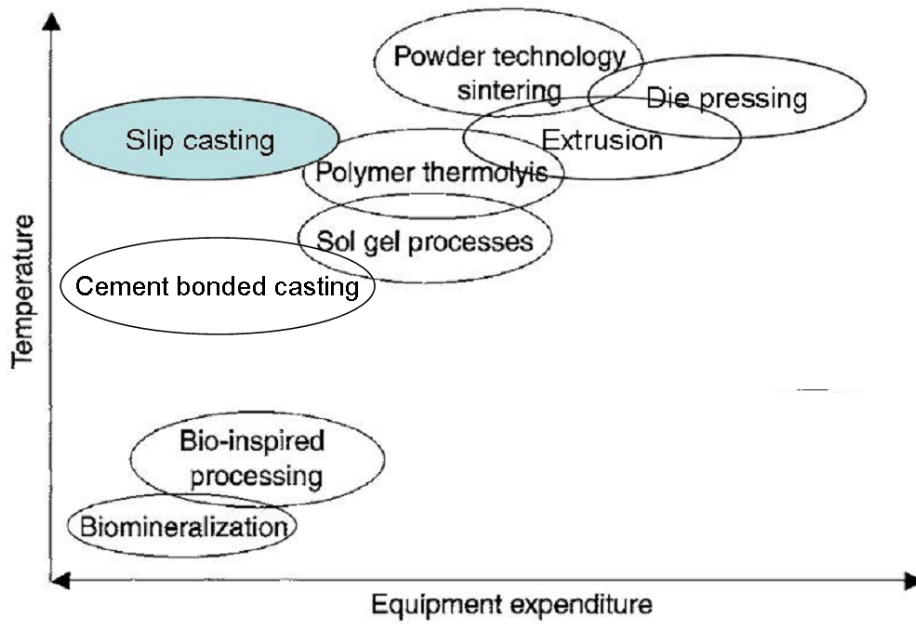 Powder technology
sintering
Die pressing
Slip casting
Extrusion
Polymer thermolyis
Sol gel processes
Cement bonded casting
Temperature
Bio-inspired
processing
Biomineralization
Equipment expenditure